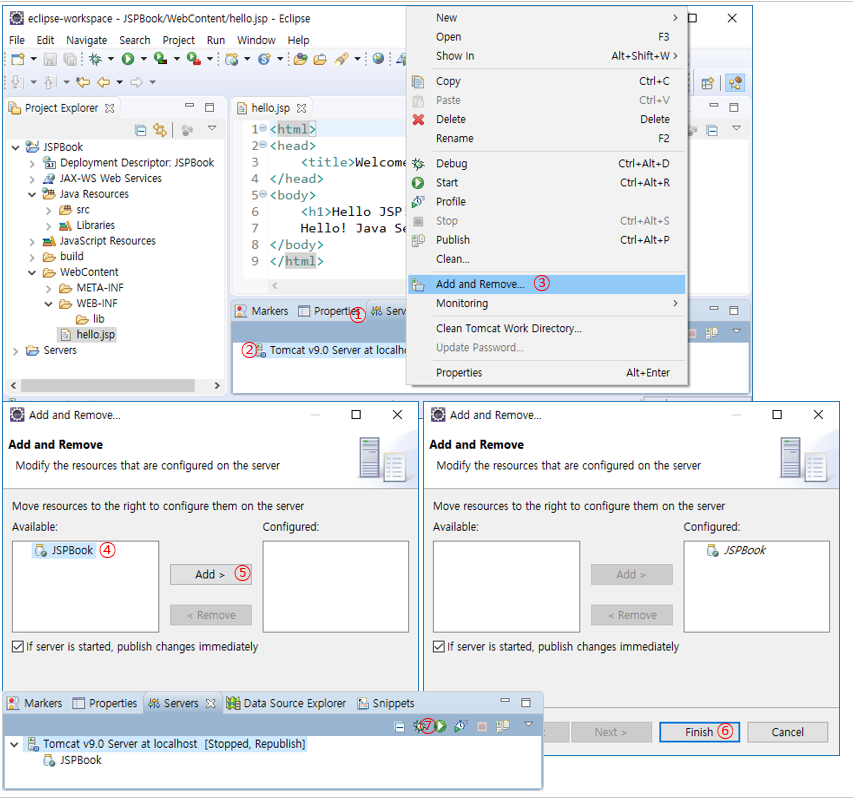 eclipse-workspace - JSPBook/WebContent/hello.jsp - Eclipse
File Edit Navigate Search Project Run Window Help
Project Explorer
JSPBook
Deployment Descriptor: JSPBook
JAX-WS Web Services
Java Resources
src
Libraries
JavaScript Resources
build
WebContent
META-INF
WEB-INF
lib
hello.jsp
Servers
hello.jsp
1 <html>
2 <head>
3 <title>Welcome
4 </head>
5 <body>
6 <h1>Hello JSP
7 Hello! Java Se
8 </body>
9 </html>
Markers Properties ① Serv
② Tomcat v9.0 Server at localh
New
Open F3
Show In Alt+Shift+W
Copy Ctrl+C
Paste Ctrl+V
Delete Delete
Rename F2
Debug Ctrl+Alt+D
Start Ctrl+Alt+R
Profile
Stop Ctrl+Alt+S
Publish Ctrl+Alt+P
Clean...
Add and Remove... ③
Monitoring
Clean Tomcat Work Directory...
Update Password...
Properties Alt+Enter
Add and Remove...
Add and Remove
Modify the resources that are configured on the server
Move resources to the right to configure them on the server
Available: Configured:
JSPBook ④
Add > ⑤
< Remove
If server is started, publish changes immediately
Add and Remove...
Add and Remove
Modify the resources that are configured on the server
Move resources to the right to configure them on the server
Available: Configured:
JSPBook
Add >
< Remove
If server is started, publish changes immediately
Next > Finish ⑥ Cancel
Markers Properties Servers Data Source Explorer Snippets
⑦
Tomcat v9.0 Server at localhost [Stopped, Republish]
JSPBook